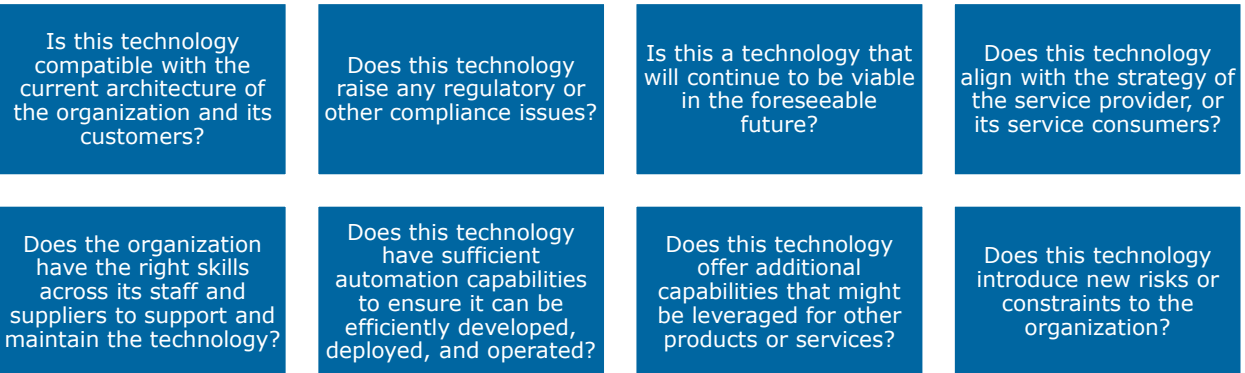 Is this technology
compatible with the
current architecture of
the organization and its
customers?
Does this technology
raise any regulatory or
other compliance issues?
Is this a technology that
will continue to be viable
in the foreseeable
future?
Does this technology
align with the strategy of
the service provider, or
its service consumers?
Does the organization
have the right skills
across its staff and
suppliers to support and
maintain the technology?
Does this technology
have sufficient
automation capabilities
to ensure it can be
efficiently developed,
deployed, and operated?
Does this technology
offer additional
capabilities that might
be leveraged for other
products or services?
Does this technology
introduce new risks or
constraints to the
organization?